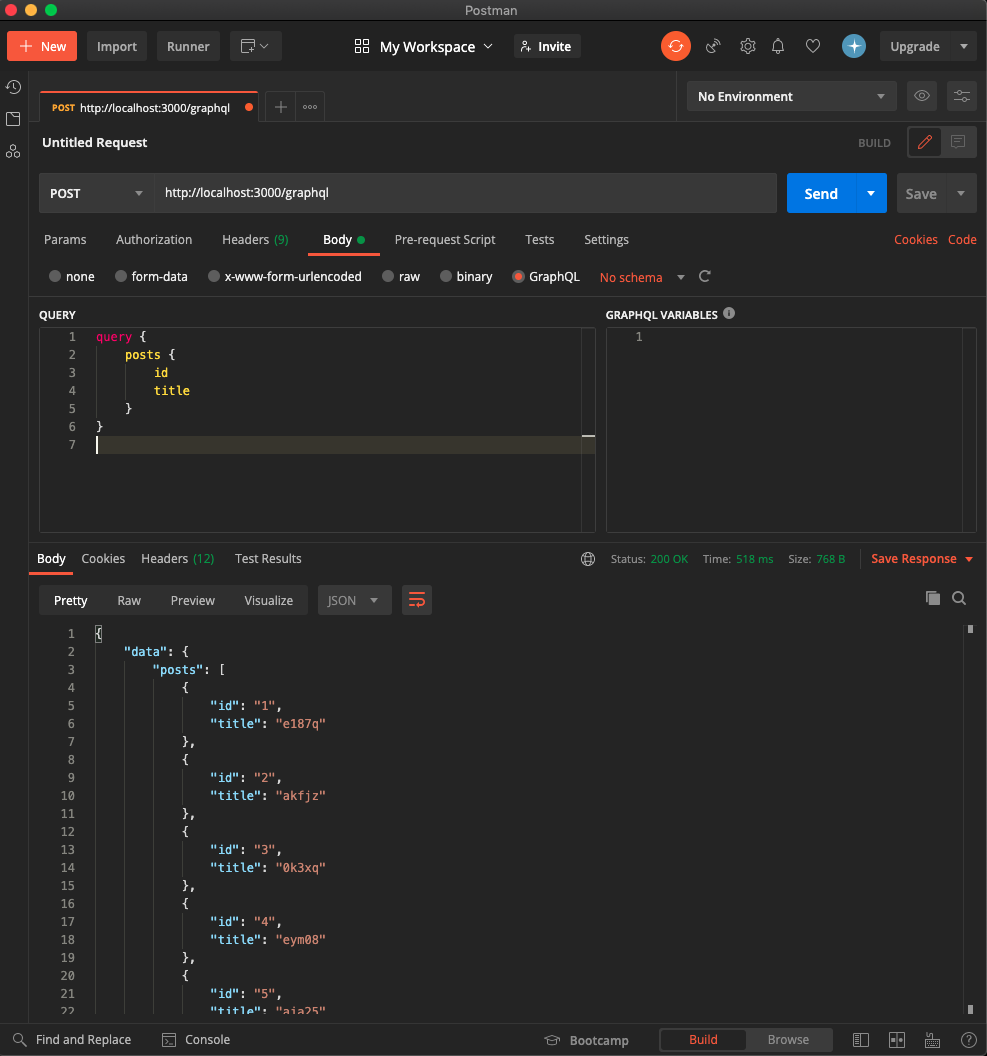 Postman
New Import Runner My Workspace Invite Upgrade
POST http://localhost:3000/graphql No Environment
Untitled Request BUILD
POST http://localhost:3000/graphql Send Save
Params Authorization Headers (9) Body Pre-request Script Tests Settings Cookies Code
none form-data x-www-form-urlencoded raw binary GraphQL No schema
QUERY GRAPHQL VARIABLES
1 query { 1
2 posts {
3 id
4 title
5 }
6 }
7
Body Cookies Headers (12) Test Results Status: 200 OK Time: 518 ms Size: 768 B Save Response
Pretty Raw Preview Visualize JSON
1 {
2 "data": {
3 "posts": [
4 {
5 "id": "1",
6 "title": "e187q"
7 },
8 {
9 "id": "2",
10 "title": "akfjz"
11 },
12 {
13 "id": "3",
14 "title": "0k3xq"
15 },
16 {
17 "id": "4",
18 "title": "eym08"
19 },
20 {
21 "id": "5",
22 "title":
Find and Replace Console Bootcamp Build Browse